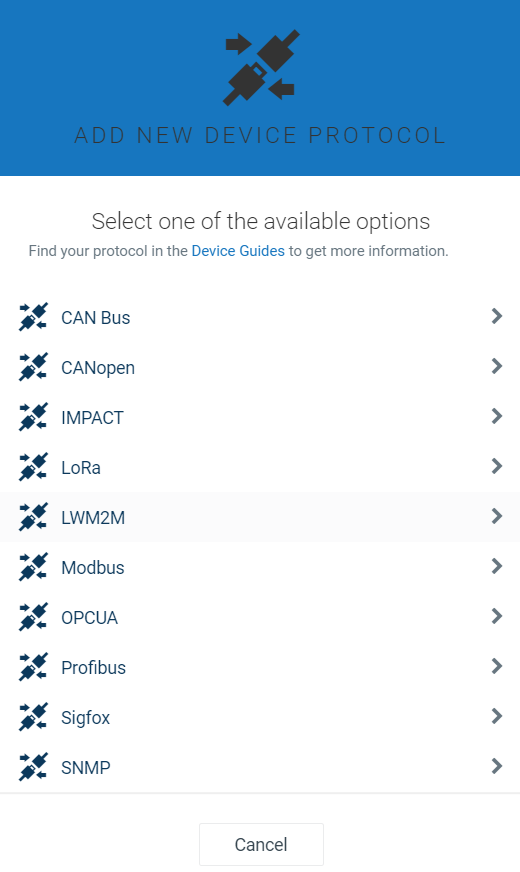 ADD NEW DEVICE PROTOCOL
Select one of the available options
Find your protocol in the Device Guides to get more information.
CAN Bus
CANopen
IMPACT
LoRa
LWM2M
Modbus
OPCUA
Profibus
Sigfox
SNMP
Cancel